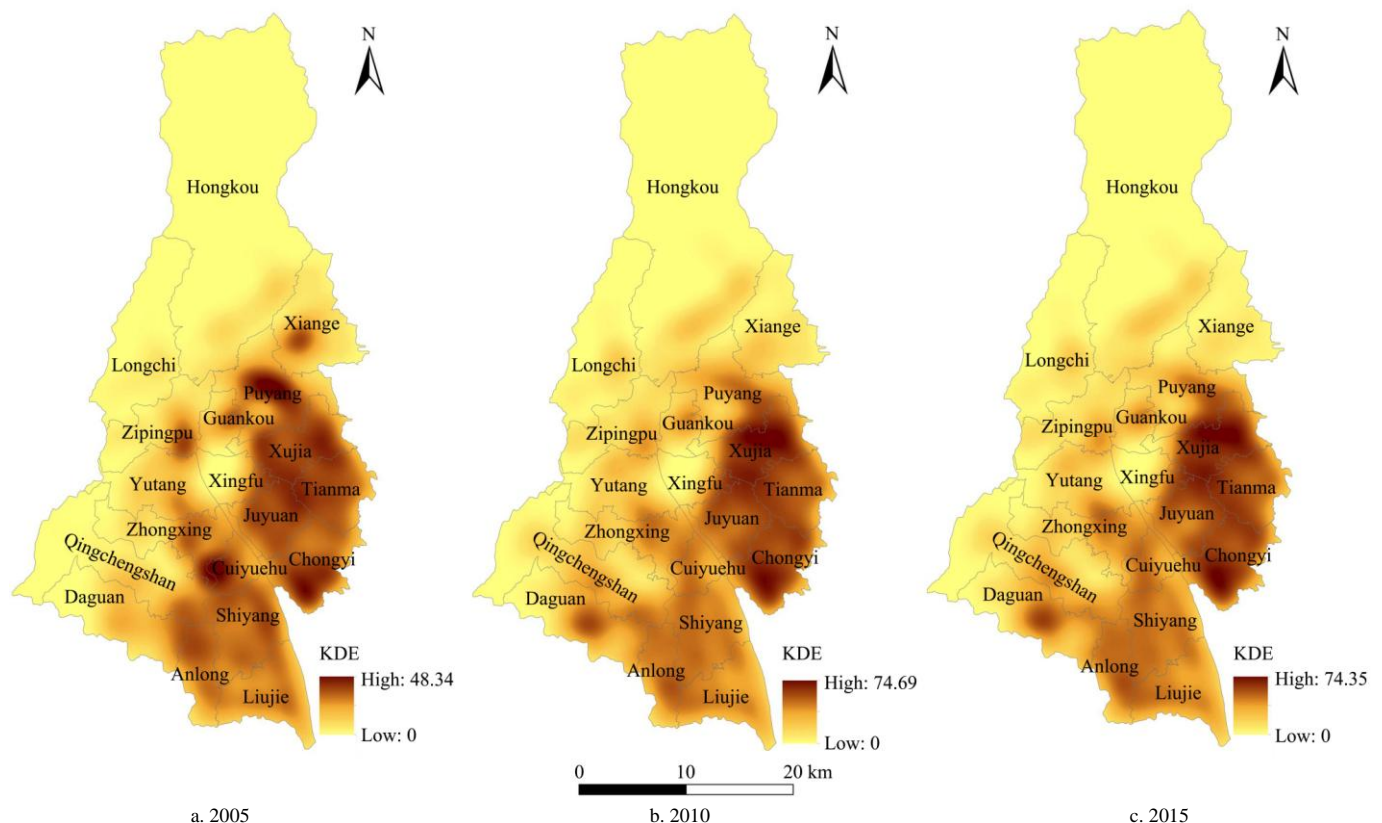 N
Hongkou
Xiange
Longchi
Puyang
Guankou
Zipingpu
Xujia
Xingfu
Yutang
Tianma
Juyuan
Zhongxing
Qingchengshan
Chongyi
Cuiyuehu
Daguan
Shiyang
Anlong
Liujie
KDE
High: 48.34
Low: 0
a. 2005
N
Hongkou
Xiange
Longchi
Puyang
Guankou
Zipingpu
Xujia
Xingfu
Yutang
Tianma
Juyuan
Zhongxing
Qingchengshan
Chongyi
Cuiyuehu
Daguan
Shiyang
Anlong
Liujie
KDE
High: 74.69
Low: 0
0 10 20 km
b. 2010
N
Hongkou
Xiange
Longchi
Puyang
Guankou
Zipingpu
Xujia
Xingfu
Yutang
Tianma
Juyuan
Zhongxing
Qingchengshan
Chongyi
Cuiyuehu
Daguan
Shiyang
Anlong
Liujie
KDE
High: 74.35
Low: 0
c. 2015